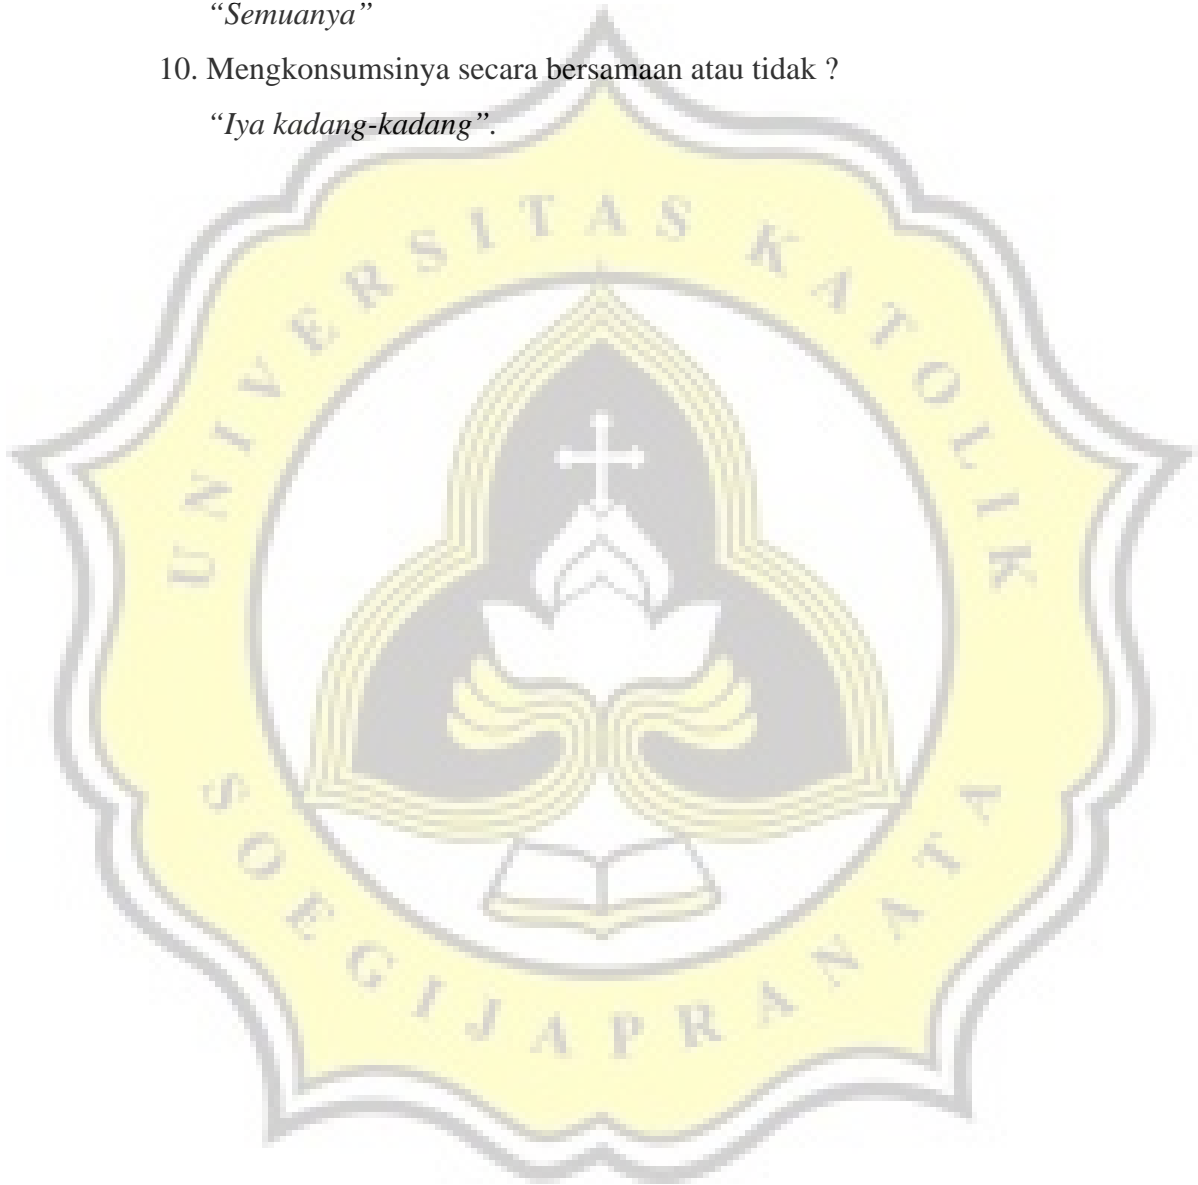 “Semuanya”
10. Mengkonsumsinya secara bersamaan atau tidak ?
“Iya kadang-kadang”.
UNIVERSITAS KATOLIK
SOEGIJAPRANATA